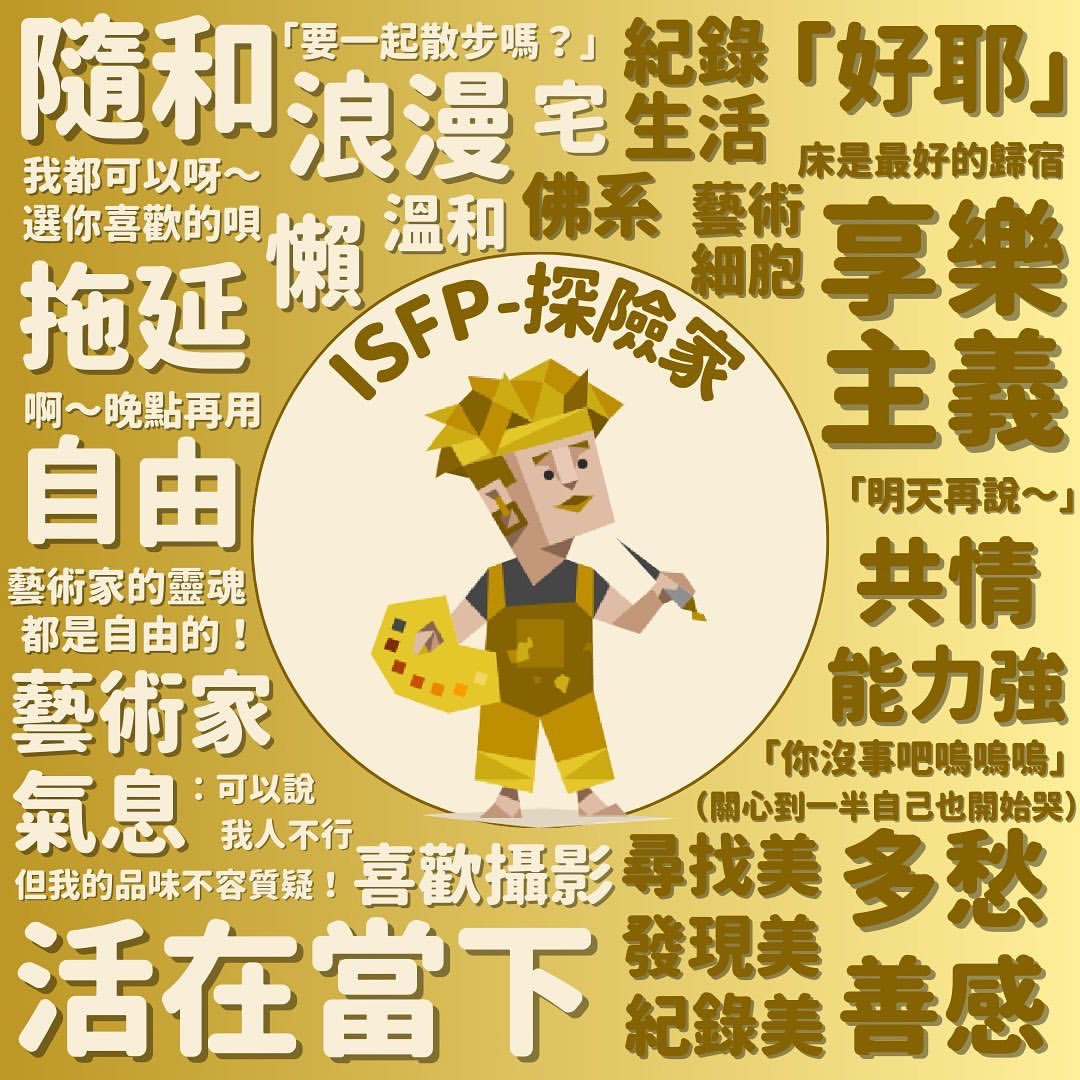 隨和
「要一起散步嗎？」
浪漫
宅
紀錄
生活
「好耶」
我都可以呀～
選你喜歡的唄
懶
溫和
佛系
藝術
細胞
床是最好的歸宿
享樂
主義
拖延
啊～晚點再用
ISFP-探險家
自由
「明天再說～」
藝術家的靈魂
都是自由的！
共情
能力強
藝術家
氣息
：可以說
我人不行
但我的品味不容質疑！
「你沒事吧嗚嗚嗚」
（關心到一半自己也開始哭）
喜歡攝影
活在當下
尋找美
發現美
紀錄美
多愁
善感